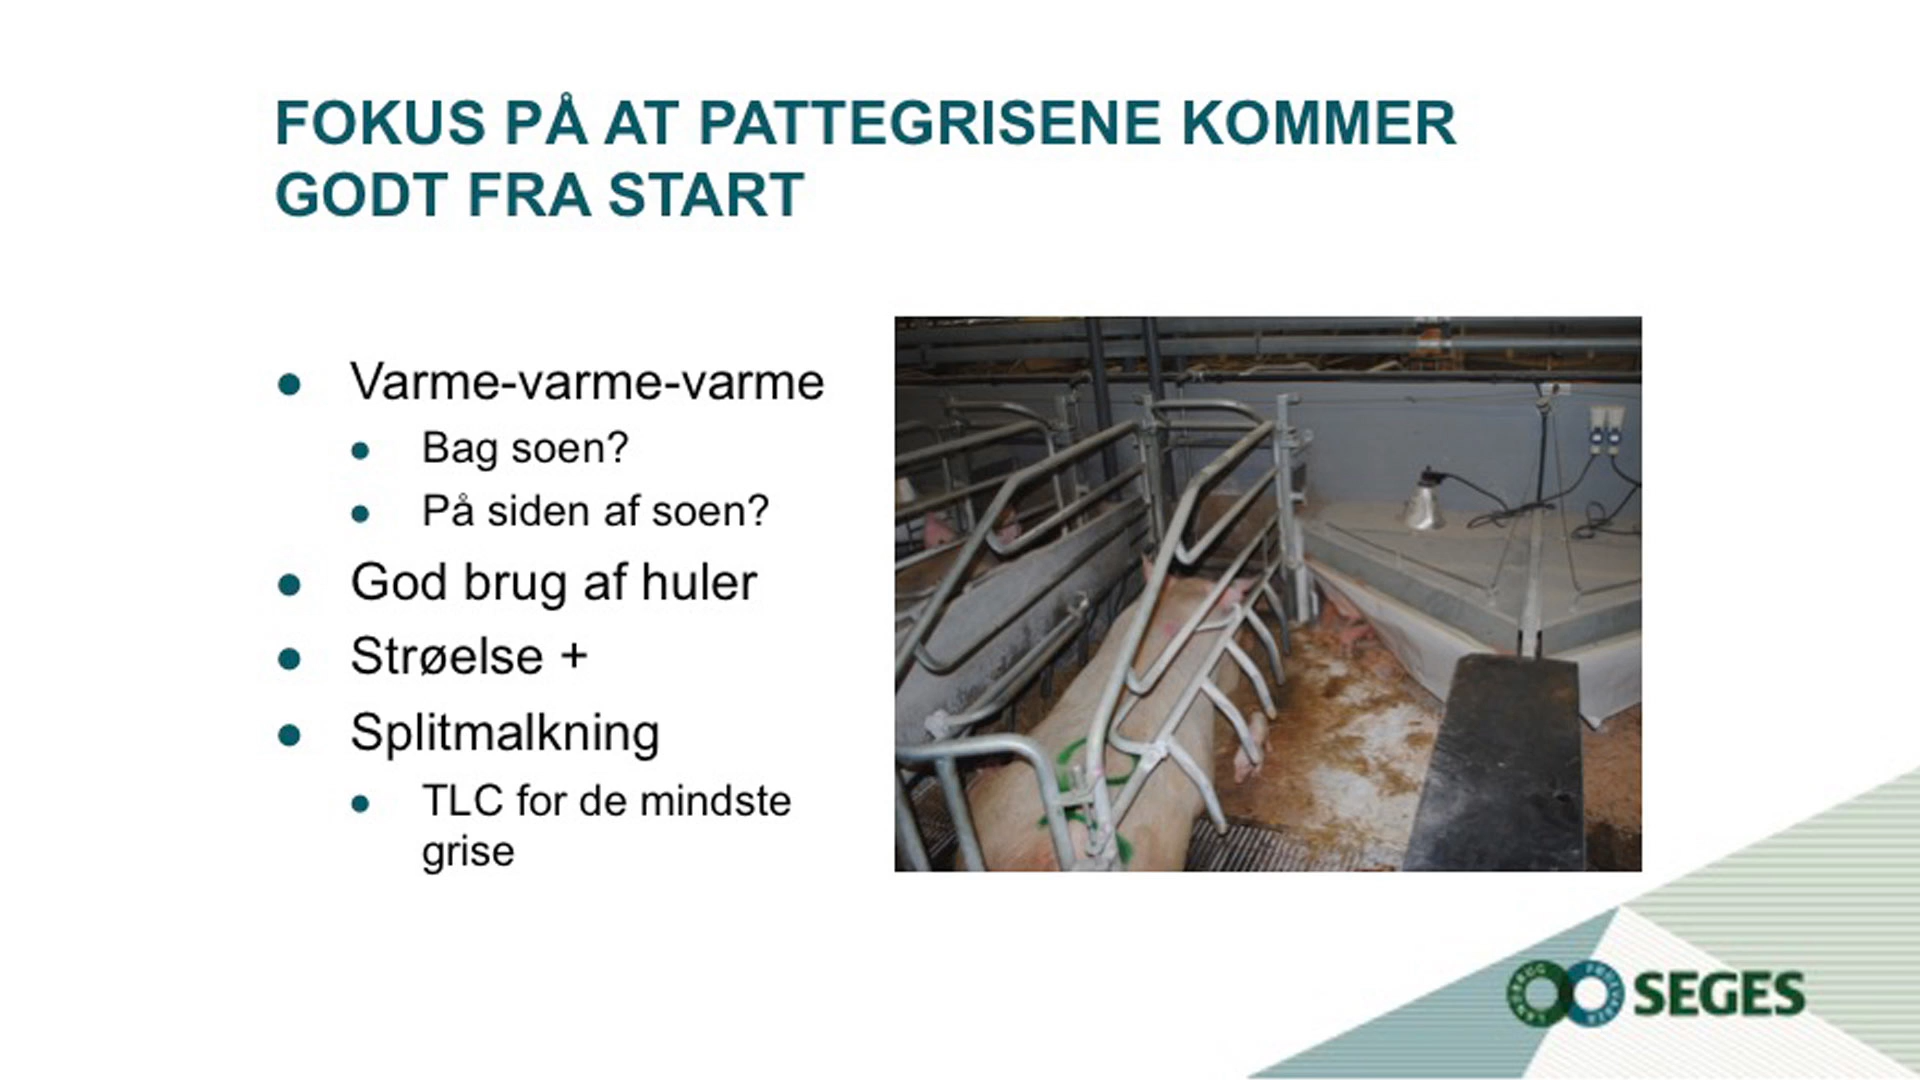 FOKUS PÅ AT PATTEGRISENE KOMMER
GODT FRA START
Varme-varme-varme
Bag soen?
På siden af soen?
God brug af huler
Strøelse +
Splitmalkning
TLC for de mindste
grise
SEGES